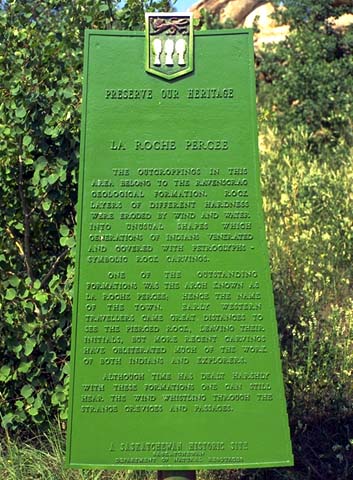 PRESERVE OUR HERITAGE
LA ROCHE PERCEE
THE OUTCROPPINGS IN THIS
AREA BELONG TO THE RAVENSCRAG
GEOLOGICAL FORMATION. ROCK
LAYERS OF DIFFERENT HARDNESS
WERE ERODED BY WIND AND WATER
INTO UNUSUAL SHAPES WHICH
GENERATIONS OF INDIANS VENERATED
AND COVERED WITH PETROGLYPHS -
SYMBOLIC ROCK CARVINGS.
ONE OF THE OUTSTANDING
FORMATIONS WAS THE ARCH KNOWN AS
LA ROCHE PERCEE; HENCE THE NAME
OF THE TOWN. EARLY WESTERN
TRAVELLERS CAME GREAT DISTANCES TO
SEE THE PIERCED ROCK, LEAVING THEIR
INITIALS, BUT MORE RECENT CARVINGS
HAVE OBLITERATED MUCH OF THE WORK
OF BOTH INDIANS AND EXPLORERS.
ALTHOUGH TIME HAS DEALT HARSHLY
WITH THESE FORMATIONS ONE CAN STILL
HEAR THE WIND WHISTLING THROUGH THE
STRANGE CREVICES AND PASSAGES.
A SASKATCHEWAN HISTORIC SITE
SASKATCHEWAN
DEPARTMENT OF NATURAL RESOURCES